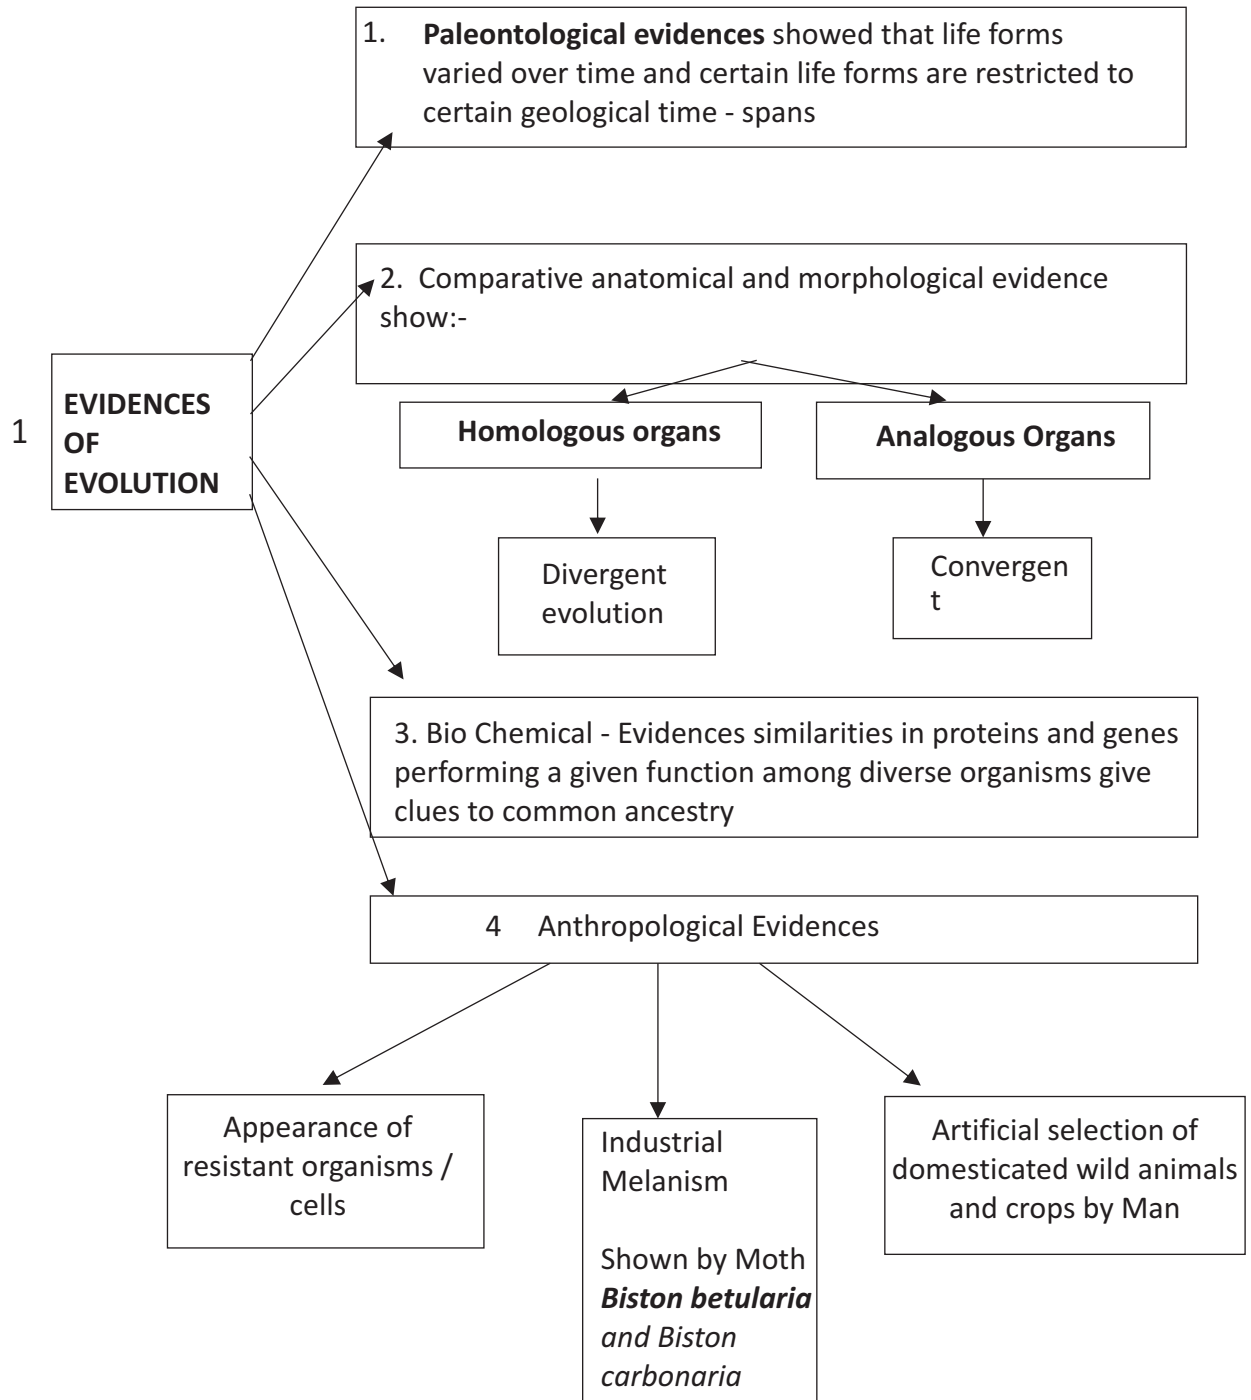 1. Paleontological evidences showed that life forms
varied over time and certain life forms are restricted to
certain geological time - spans
2. Comparative anatomical and morphological evidence
show:-
1
EVIDENCES
OF
EVOLUTION
Homologous organs
Analogous Organs
Divergent
evolution
Convergen
t
3. Bio Chemical - Evidences similarities in proteins and genes
performing a given function among diverse organisms give
clues to common ancestry
4 Anthropological Evidences
Appearance of
resistant organisms /
cells
Industrial
Melanism
Shown by Moth
Biston betularia
and Biston
carbonaria
Artificial selection of
domesticated wild animals
and crops by Man